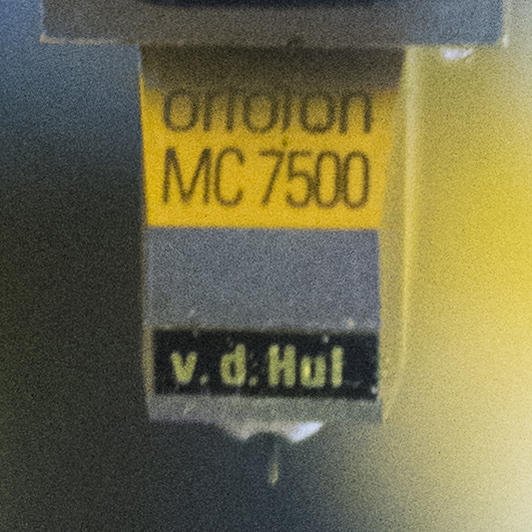 ortofon
MC 7500
v. d. Hul